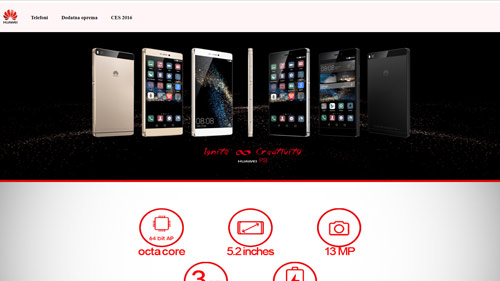 HUAWEI
Telefoni
Dodatna oprema
CES 2014
08:08
Ignite ∞ Creativity
HUAWEI P8
64 bit AP
octa core
5.2 inches
13 MP
3